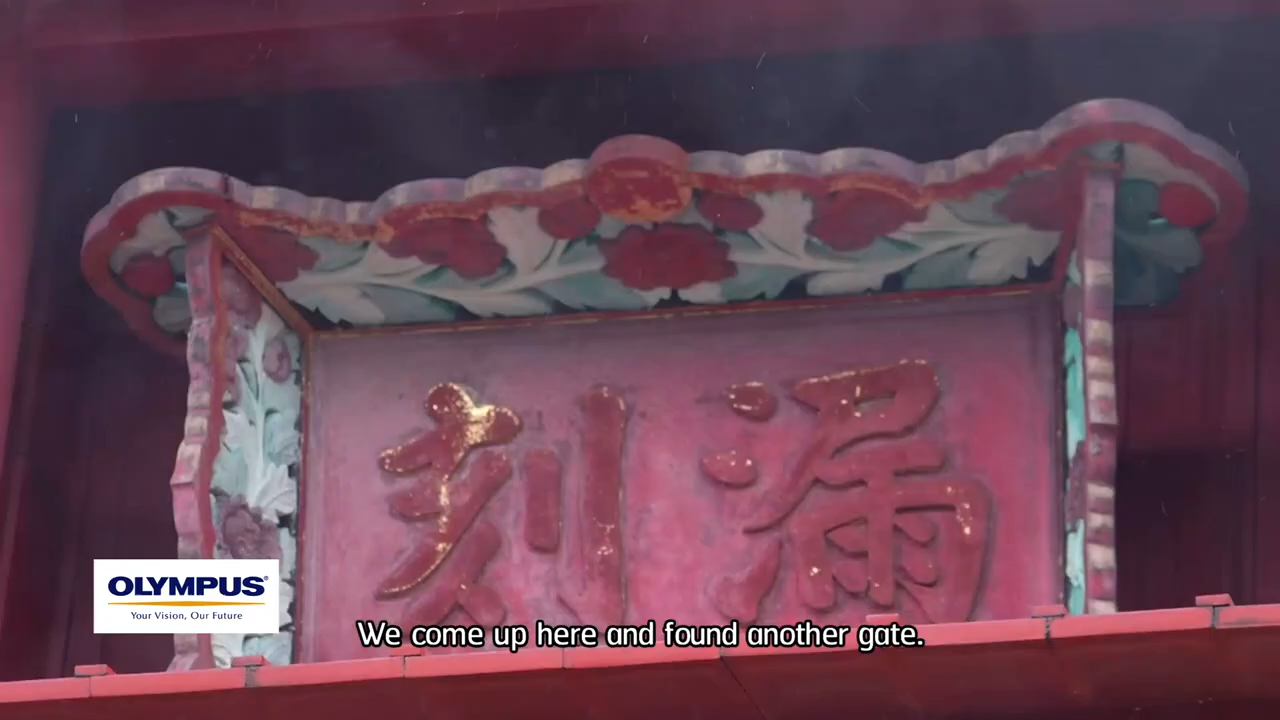 漏刻
OLYMPUS®
Your Vision, Our Future
We come up here and found another gate.